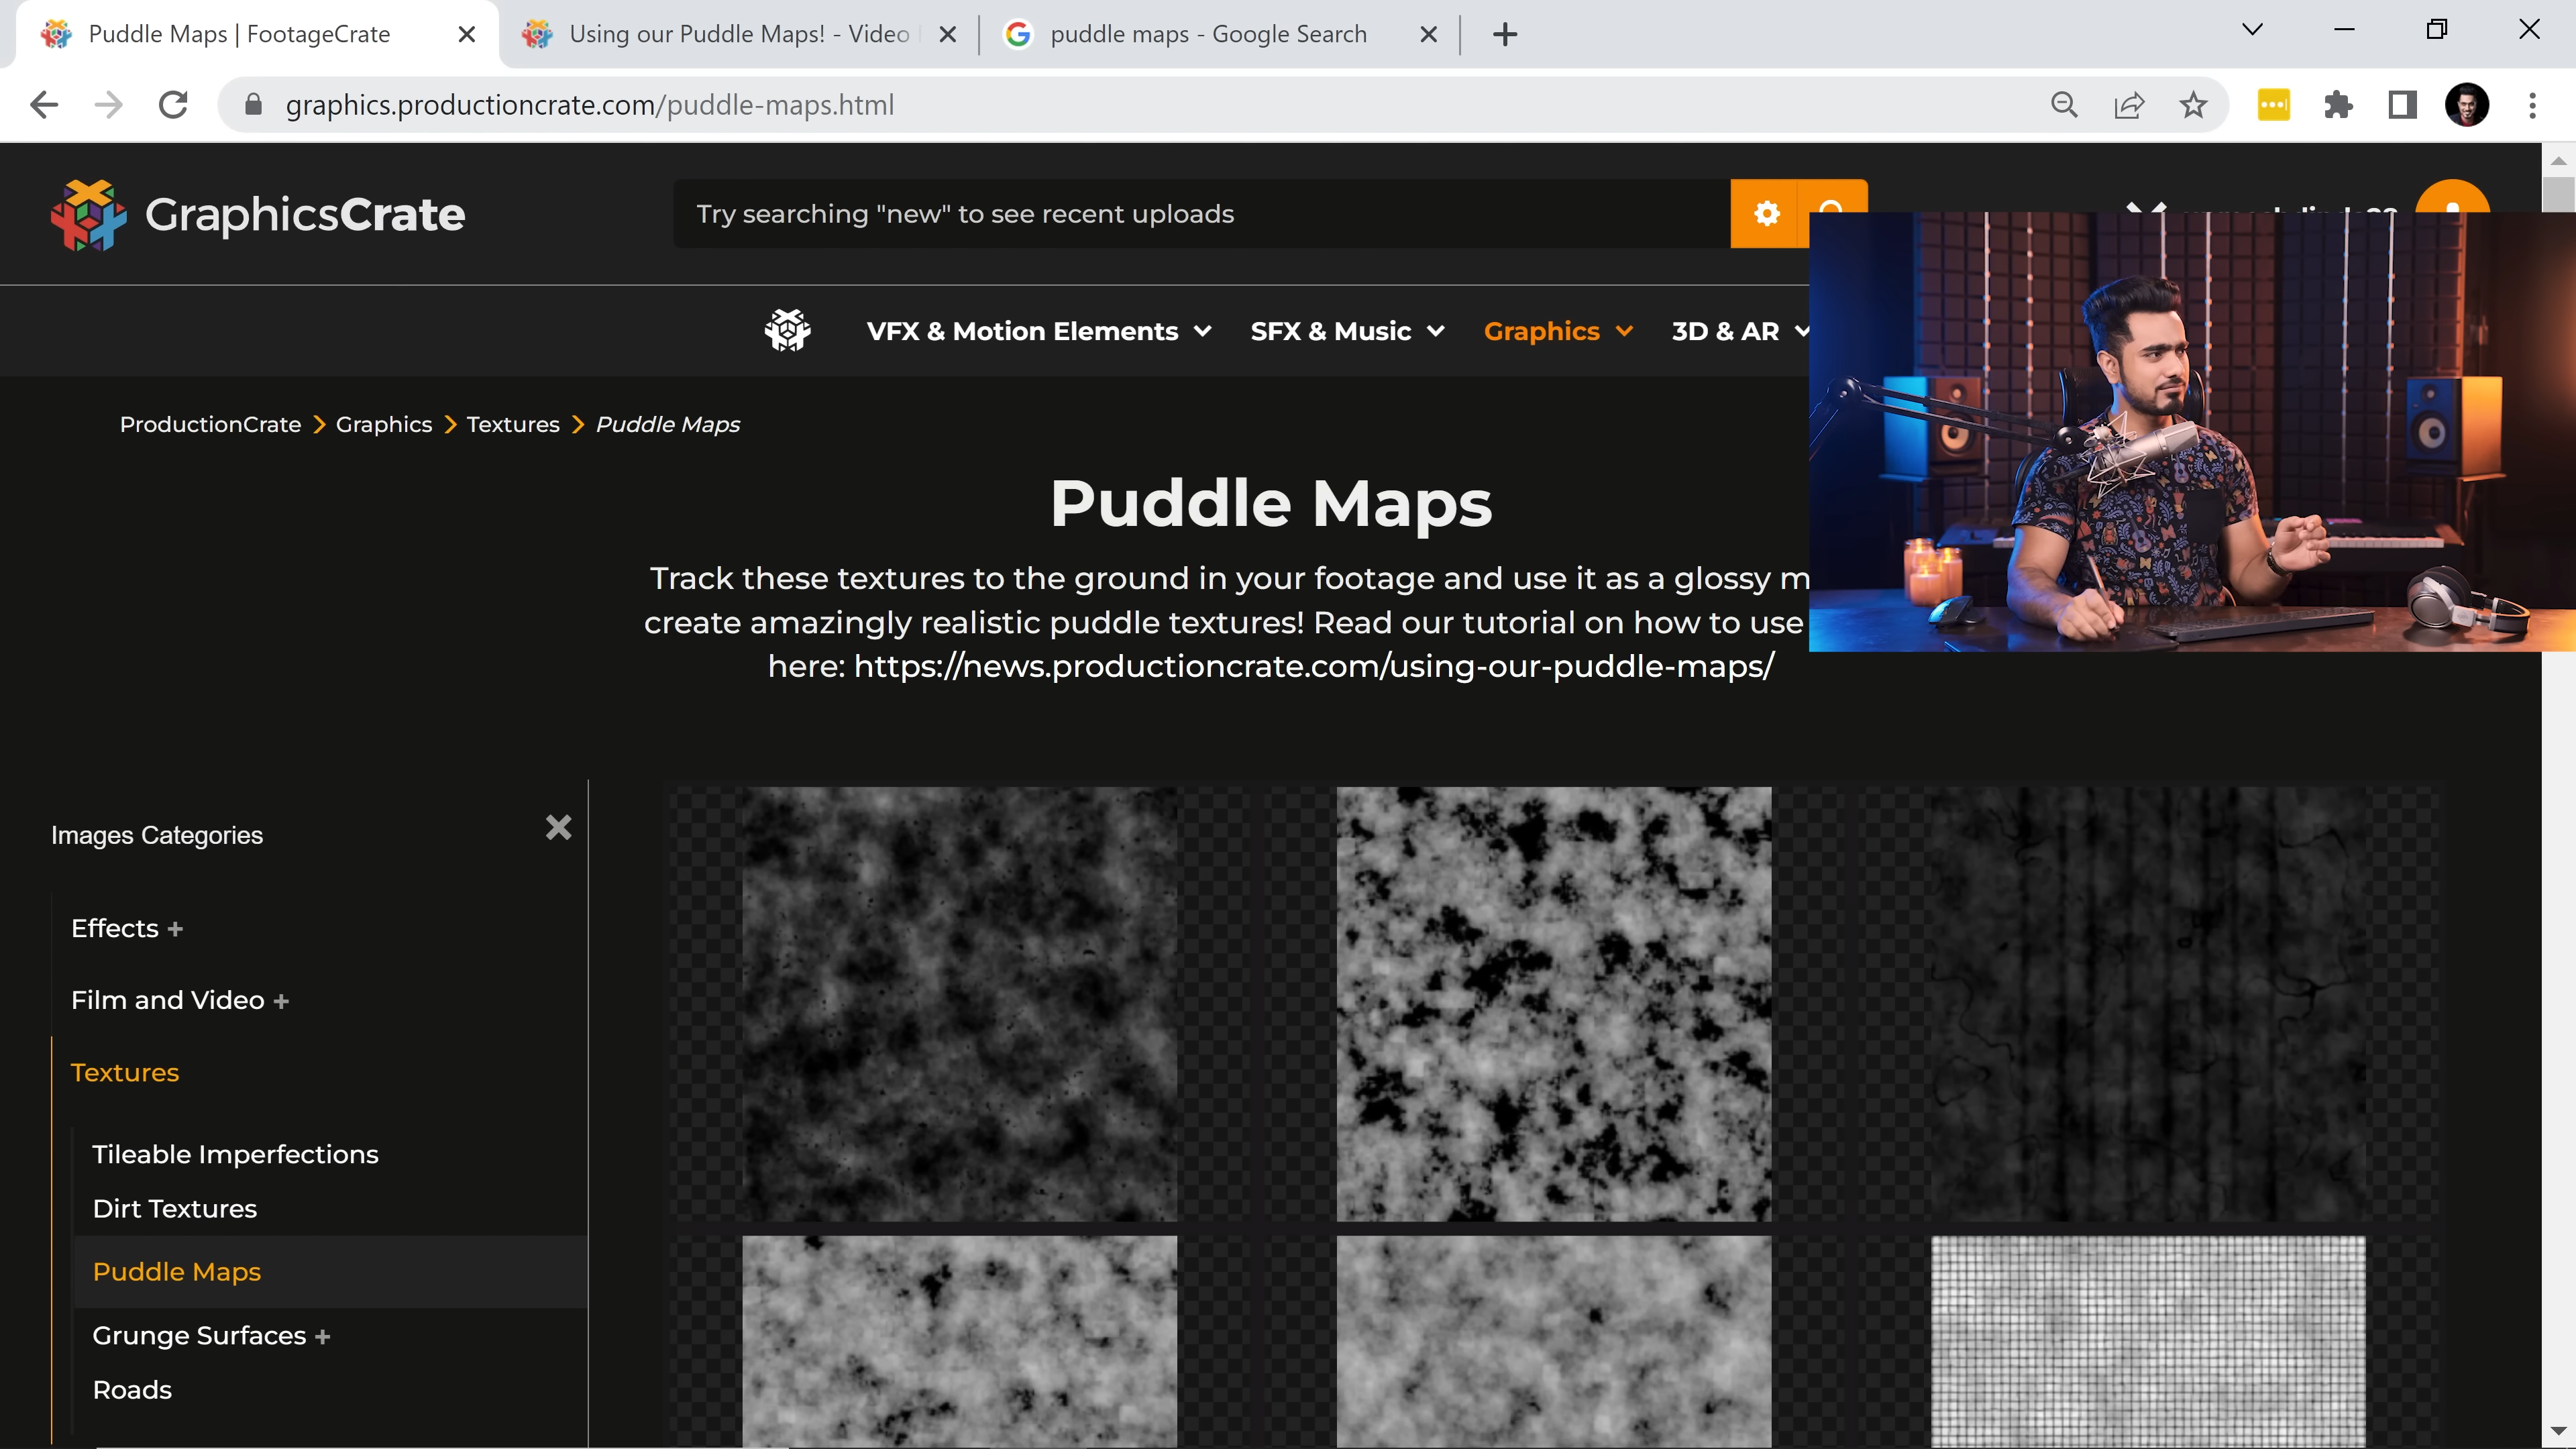 Puddle Maps | FootageCrate
Using our Puddle Maps! - Video
puddle maps - Google Search
graphics.productioncrate.com/puddle-maps.html
GraphicsCrate
Try searching "new" to see recent uploads
VFX & Motion Elements
SFX & Music
Graphics
3D & AR
ProductionCrate > Graphics > Textures > Puddle Maps
Puddle Maps
Track these textures to the ground in your footage and use it as a glossy
create amazingly realistic puddle textures! Read our tutorial on how to use
here: https://news.productioncrate.com/using-our-puddle-maps/
Images Categories
Effects +
Film and Video +
Textures
Tileable Imperfections
Dirt Textures
Puddle Maps
Grunge Surfaces +
Roads